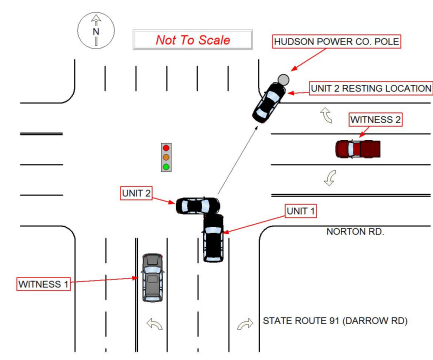 N
Not To Scale
HUDSON POWER CO. POLE
UNIT 2 RESTING LOCATION
WITNESS 2
UNIT 2
UNIT 1
NORTON RD.
WITNESS 1
STATE ROUTE 91 (DARROW RD)